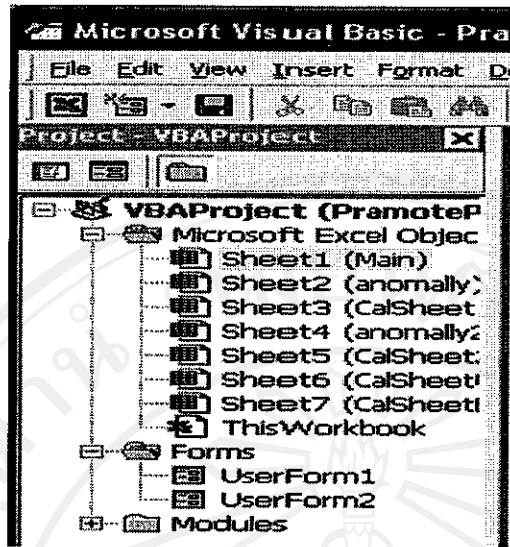 Microsoft Visual Basic - Pra
File Edit View Insert Format D
Project - VBAProject
VBAProject (PramoteP
Microsoft Excel Objec
Sheet1 (Main)
Sheet2 (anomally)
Sheet3 (CalSheet
Sheet4 (anomally2
Sheet5 (CalSheet
Sheet6 (CalSheet
Sheet7 (CalSheet
ThisWorkbook
Forms
UserForm1
UserForm2
Modules